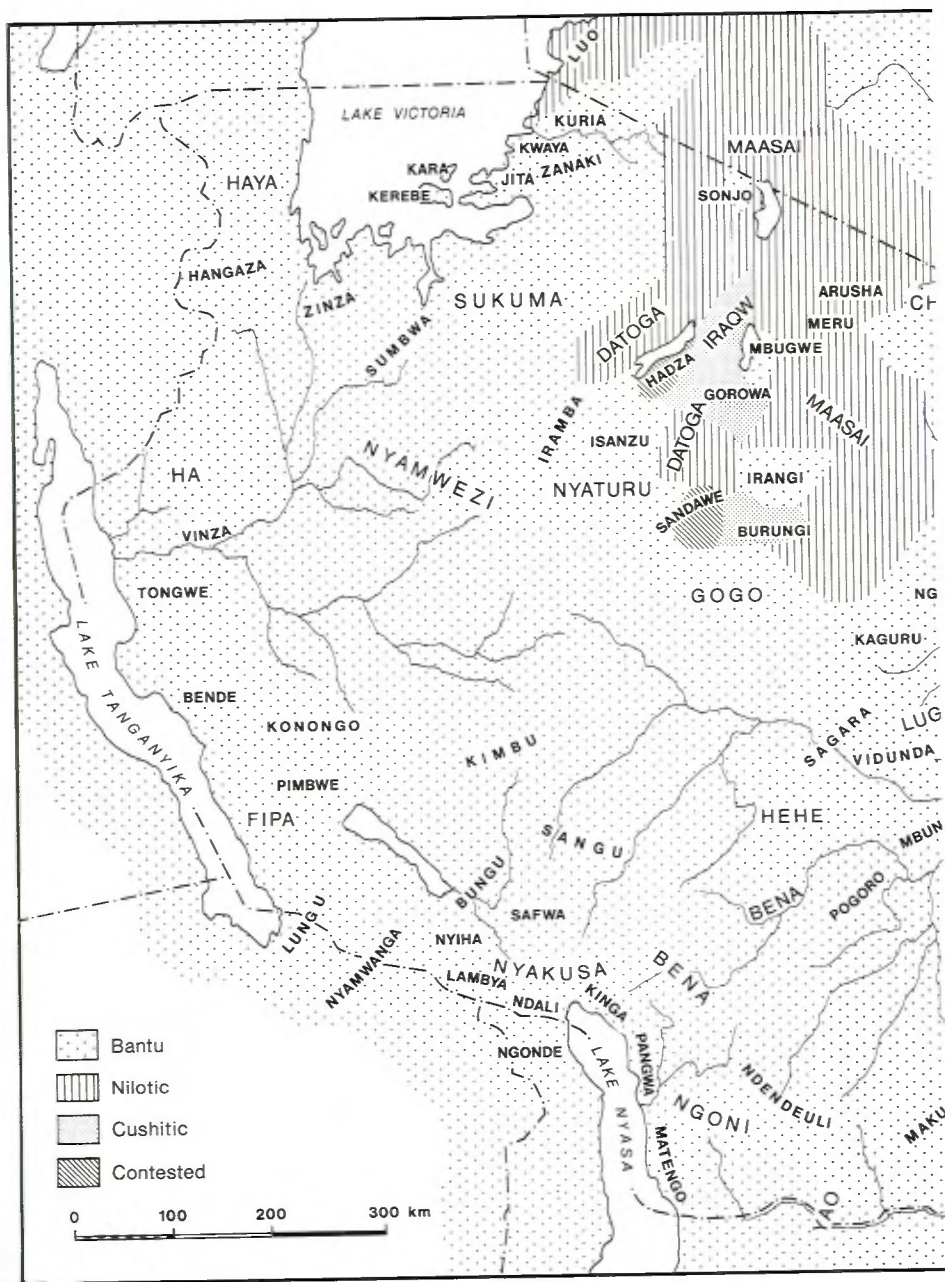 LUO
LAKE VICTORIA
KURIA
KWAYA
MAASAI
KARA
JITA
ZANAKI
HAYA
KEREBE
SONJO
HANGAZA
ZINZA
SUKUMA
ARUSHA
CH
SUMBWA
DATOGA
IRAQW
MERU
MBUGWE
HADZA
GOROWA
MAASAI
IRAMBA
ISANZU
DATOGA
HA
NYAMWEZI
NYATURU
IRANGI
SANDAWE
BURUNGI
VINZA
TONGWE
GOGO
NG
KAGURU
LAKE TANGANYIKA
BENDE
KONONGO
KIMBU
SAGARA
LUG
VIDUNDA
PIMBWE
FIPA
SANGU
HEHE
MBUN
BUNGU
BENA
POGORO
SAFWA
LUNGU
NYIHA
NYAMWANGA
NYAKUSA
BENA
LAMBYA
KINGA
NDALI
NGONDE
PANGWA
LAKE NYASA
NDENDEULI
NGONI
MATENGO
MAKU
YAO
Bantu
Nilotic
Cushitic
Contested
0 100 200 300 km